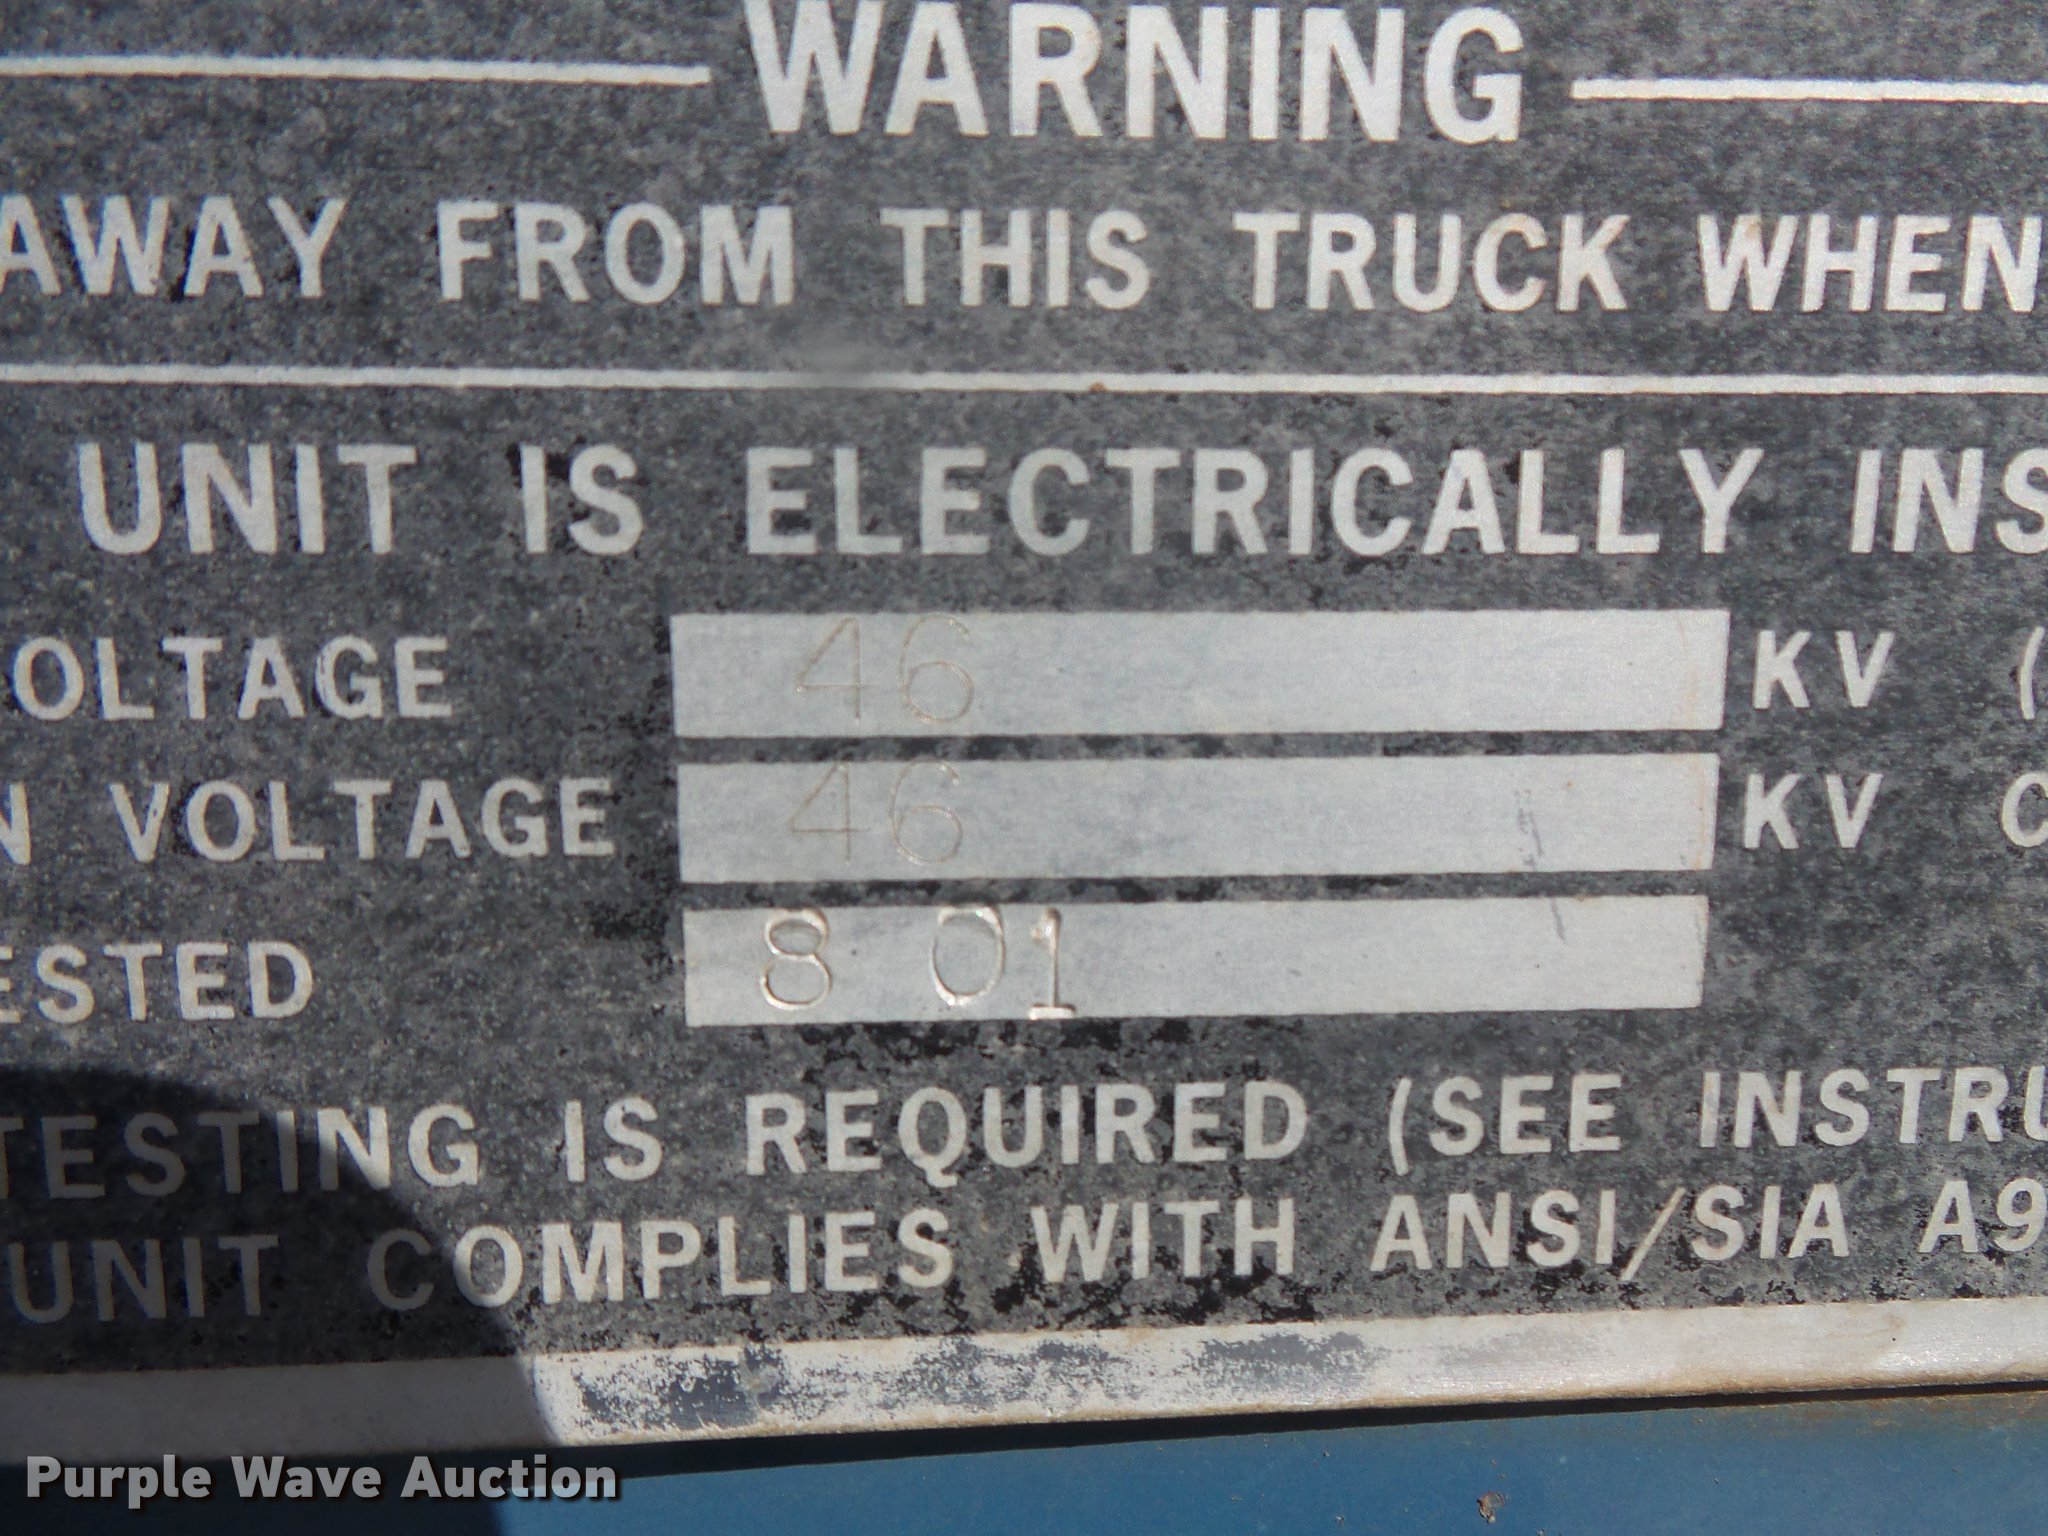 WARNING
AWAY FROM THIS TRUCK WHEN
UNIT IS ELECTRICALLY INS
OLTAGE 46 KV (
N VOLTAGE 46 KV C
ESTED 8 01
TESTING IS REQUIRED (SEE INSTRU
UNIT COMPLIES WITH ANSI/SIA A9
Purple Wave Auction